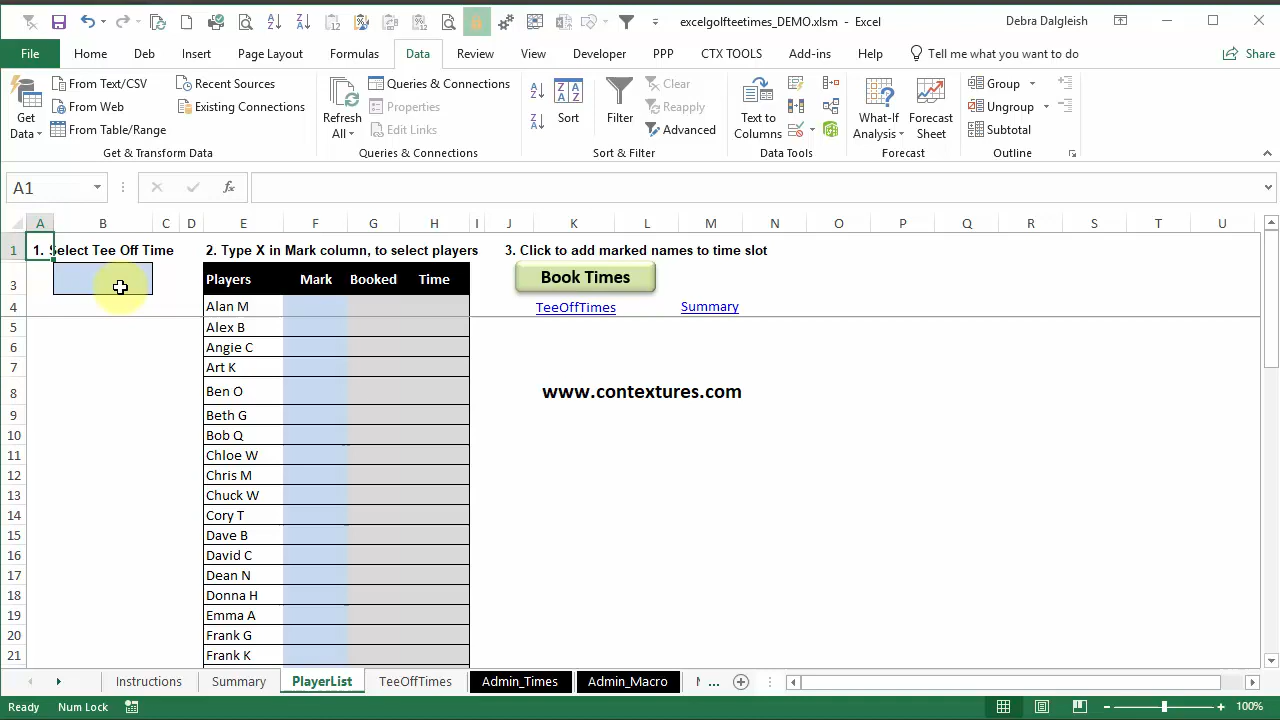 excelgolfteetimes_DEMO.xlsm - Excel
Debra Dalgleish
File Home Deb Insert Page Layout Formulas Data Review View Developer PPP CTX TOOLS Add-ins Help Tell me what you want to do Share
Get Data
From Text/CSV
From Web
From Table/Range
Recent Sources
Existing Connections
Get & Transform Data
Refresh All
Queries & Connections
Properties
Edit Links
Queries & Connections
Sort
Filter
Clear
Reapply
Advanced
Sort & Filter
Text to Columns
Data Tools
What-If Analysis
Forecast Sheet
Forecast
Group
Ungroup
Subtotal
Outline
A1
fx
A B C D E F G H I J K L M N O P Q R S T U
1 1. Select Tee Off Time 2. Type X in Mark column, to select players 3. Click to add marked names to time slot
3 Players Mark Booked Time Book Times
4 Alan M TeeOffTimes Summary
5 Alex B
6 Angie C
7 Art K
8 Ben O www.contextures.com
9 Beth G
10 Bob Q
11 Chloe W
12 Chris M
13 Chuck W
14 Cory T
15 Dave B
16 David C
17 Dean N
18 Donna H
19 Emma A
20 Frank G
21 Frank K
Instructions Summary PlayerList TeeOffTimes Admin_Times Admin_Macro ...
Ready Num Lock 100%